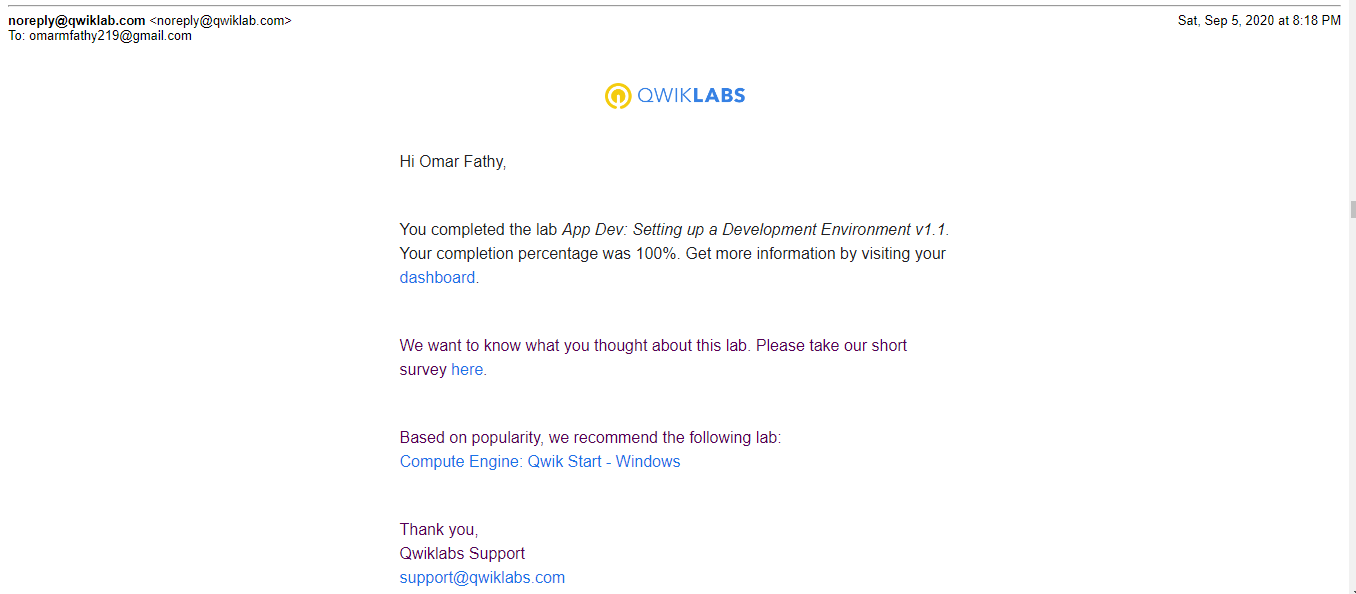 noreply@qwiklab.com <noreply@qwiklab.com> Sat, Sep 5, 2020 at 8:18 PM
To: omarmfathy219@gmail.com
QWIKLABS
Hi Omar Fathy,
You completed the lab App Dev: Setting up a Development Environment v1.1.
Your completion percentage was 100%. Get more information by visiting your
dashboard.
We want to know what you thought about this lab. Please take our short
survey here.
Based on popularity, we recommend the following lab:
Compute Engine: Qwik Start - Windows
Thank you,
Qwiklabs Support
support@qwiklabs.com